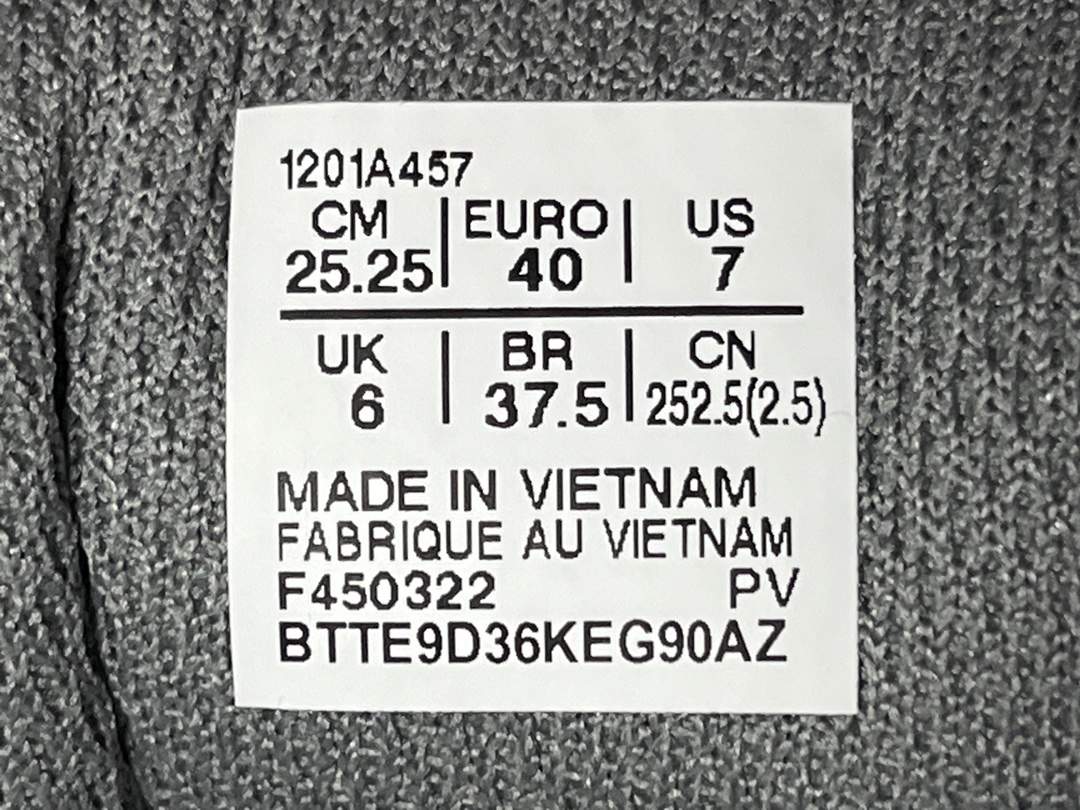 1201A457
CM EURO US
25.25 40 7
UK BR CN
6 37.5 252.5(2.5)
MADE IN VIETNAM
FABRIQUE AU VIETNAM
F450322 PV
BTTE9D36KEG90AZ